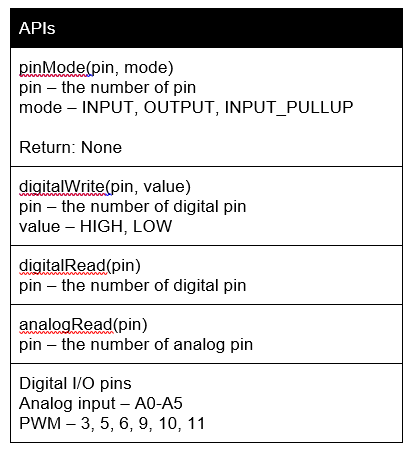 APIs
pinMode(pin, mode)
pin – the number of pin
mode – INPUT, OUTPUT, INPUT_PULLUP
Return: None
digitalWrite(pin, value)
pin – the number of digital pin
value – HIGH, LOW
digitalRead(pin)
pin – the number of digital pin
analogRead(pin)
pin – the number of analog pin
Digital I/O pins
Analog input – A0-A5
PWM – 3, 5, 6, 9, 10, 11